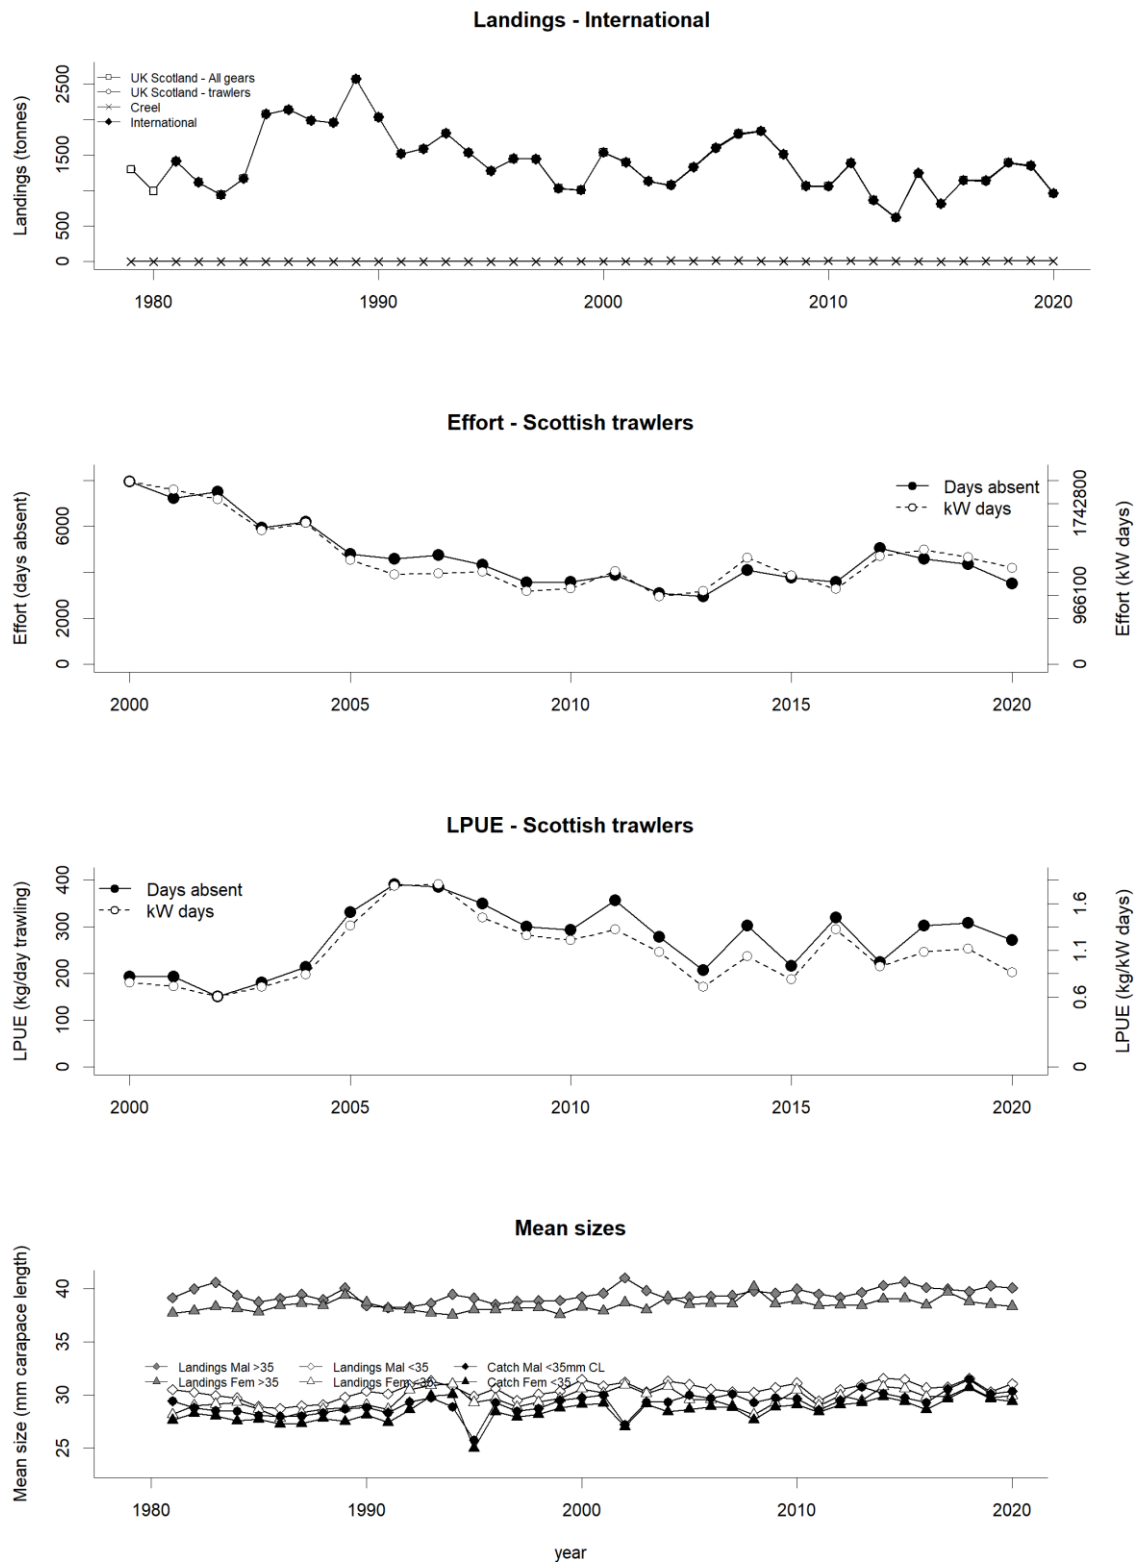 Landings - International
Landings (tonnes)
2500
1500
500
0
UK Scotland - All gears
UK Scotland - trawlers
Creel
International
1980 1990 2000 2010 2020
Effort - Scottish trawlers
Effort (days absent)
6000
2000
0
Days absent
kW days
Effort (kW days)
1742800
966100
0
2000 2005 2010 2015 2020
LPUE - Scottish trawlers
LPUE (kg/day trawling)
400
300
200
100
0
Days absent
kW days
LPUE (kg/kW days)
1.6
1.1
0.6
0
2000 2005 2010 2015 2020
Mean sizes
Mean size (mm carapace length)
40
35
30
25
Landings Mal >35 Landings Mal <35 Catch Mal <35mm CL
Landings Fem >35 Landings Fem <35 Catch Fem <35
1980 1990 2000 2010 2020
year